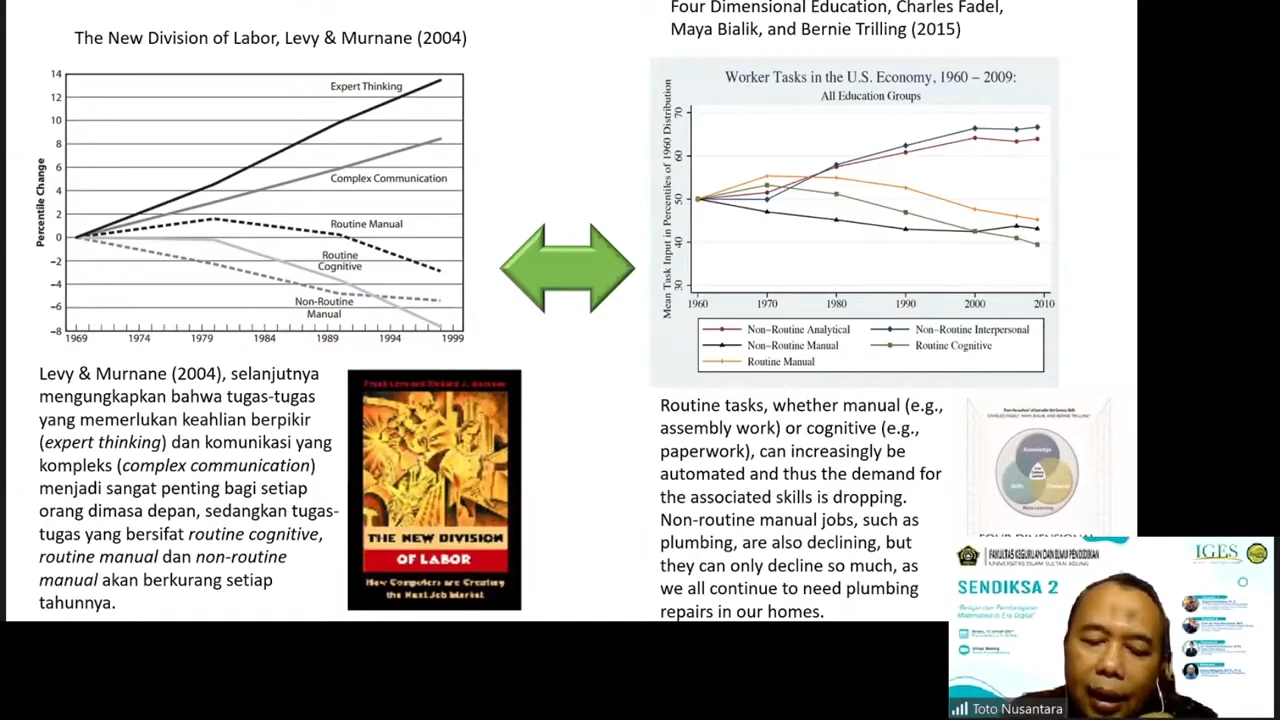 The New Division of Labor, Levy & Murnane (2004)
14
12
10
8
6
4
2
0
−2
−4
−6
−8
Percentile Change
Expert Thinking
Complex Communication
Routine Manual
Routine
Cognitive
Non-Routine
Manual
1969
1974
1979
1984
1989
1994
1999
Levy & Murnane (2004), selanjutnya
mengungkapkan bahwa tugas-tugas
yang memerlukan keahlian berpikir
(expert thinking) dan komunikasi yang
kompleks (complex communication)
menjadi sangat penting bagi setiap
orang dimasa depan, sedangkan tugas-
tugas yang bersifat routine cognitive,
routine manual dan non-routine
manual akan berkurang setiap
tahunnya.
THE NEW DIVISION
OF LABOR
How Computers are Creating
the Next Job Market
Four Dimensional Education, Charles Fadel,
Maya Bialik, and Bernie Trilling (2015)
Worker Tasks in the U.S. Economy, 1960 – 2009:
All Education Groups
Mean Task Input in Percentiles of 1960 Distribution
70
60
50
40
30
1960
1970
1980
1990
2000
2010
Non−Routine Analytical
Non−Routine Interpersonal
Non−Routine Manual
Routine Cognitive
Routine Manual
Routine tasks, whether manual (e.g.,
assembly work) or cognitive (e.g.,
paperwork), can increasingly be
automated and thus the demand for
the associated skills is dropping.
Non-routine manual jobs, such as
plumbing, are also declining, but
they can only decline so much, as
we all continue to need plumbing
repairs in our homes.
Knowledge
Skills
Character
Meta-Learning
FAKULTAS KEGURUAN DAN ILMU PENDIDIKAN
UNIVERSITAS ISLAM SULTAN AGUNG
IGES
SENDIKSA 2
Toto Nusantara